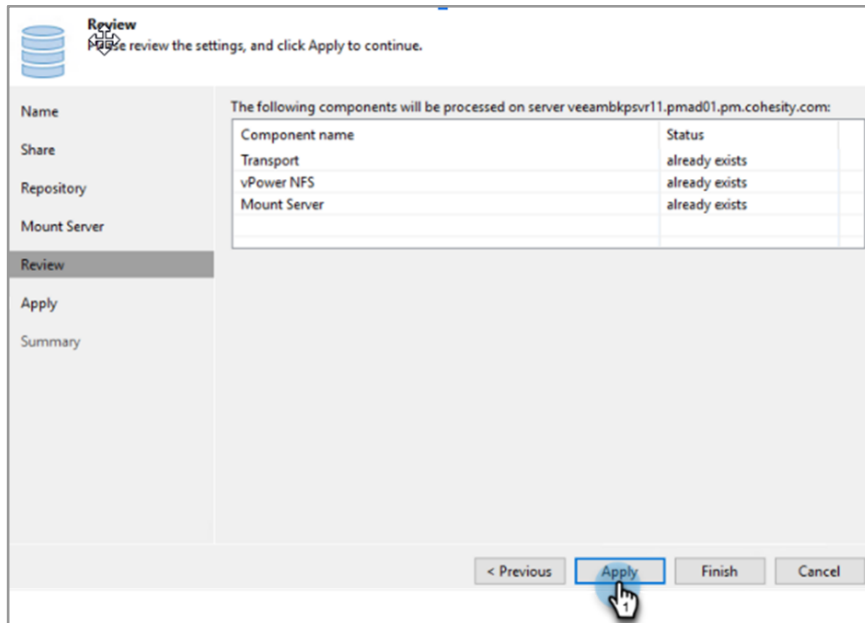 Review
Please review the settings, and click Apply to continue.
Name
Share
Repository
Mount Server
Review
Apply
Summary
The following components will be processed on server veeambkpsvr11.pmad01.pm.cohesity.com:
Component name Status
Transport already exists
vPower NFS already exists
Mount Server already exists
< Previous Apply Finish Cancel
1